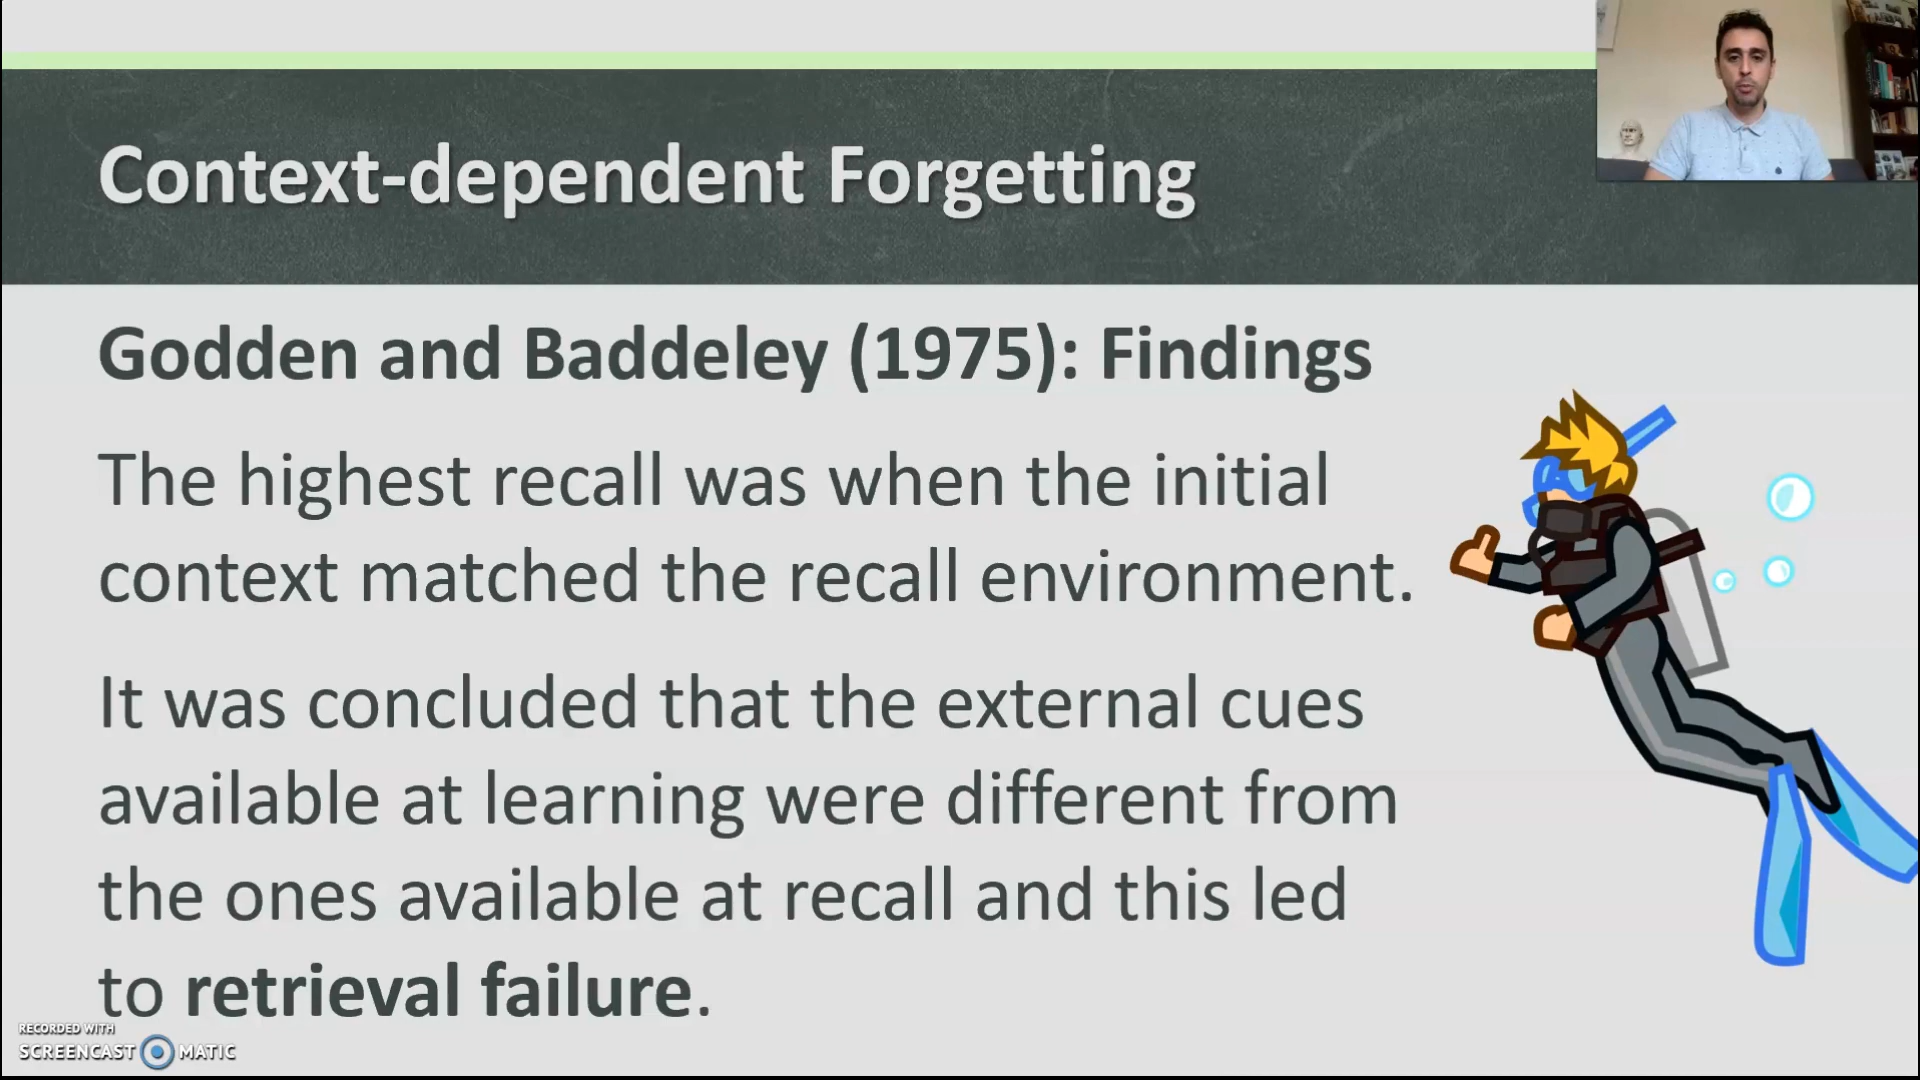 Context-dependent Forgetting
Godden and Baddeley (1975): Findings
The highest recall was when the initial
context matched the recall environment.
It was concluded that the external cues
available at learning were different from
the ones available at recall and this led
to retrieval failure.
RECORDED WITH
SCREENCAST MATIC